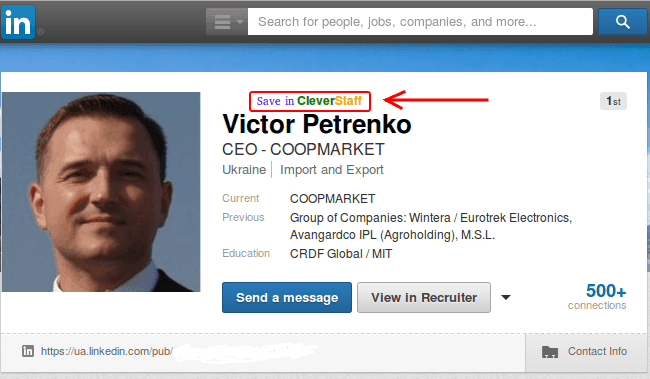 in
Search for people, jobs, companies, and more...
Save in CleverStaff
1st
Victor Petrenko
CEO - COOPMARKET
Ukraine | Import and Export
Current COOPMARKET
Previous Group of Companies: Wintera / Eurotrek Electronics,
Avangardco IPL (Agroholding), M.S.L.
Education CRDF Global / MIT
Send a message View in Recruiter 500+
connections
in https://ua.linkedin.com/pub/ Contact Info